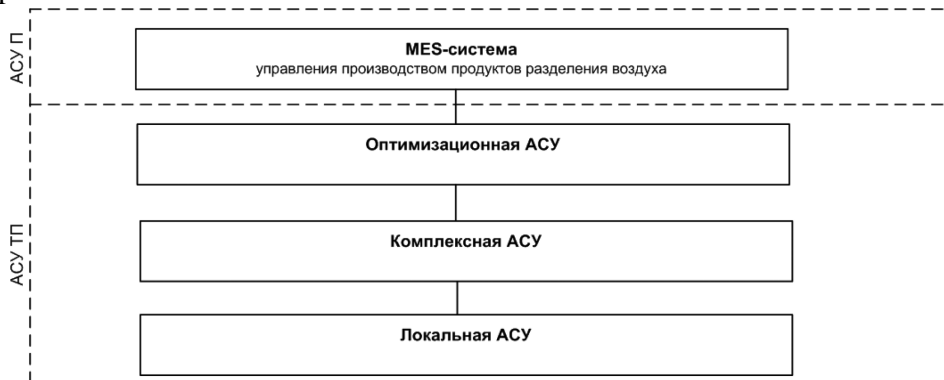 АСУ П
MES-система
управления производством продуктов разделения воздуха
АСУ ТП
Оптимизационная АСУ
Комплексная АСУ
Локальная АСУ